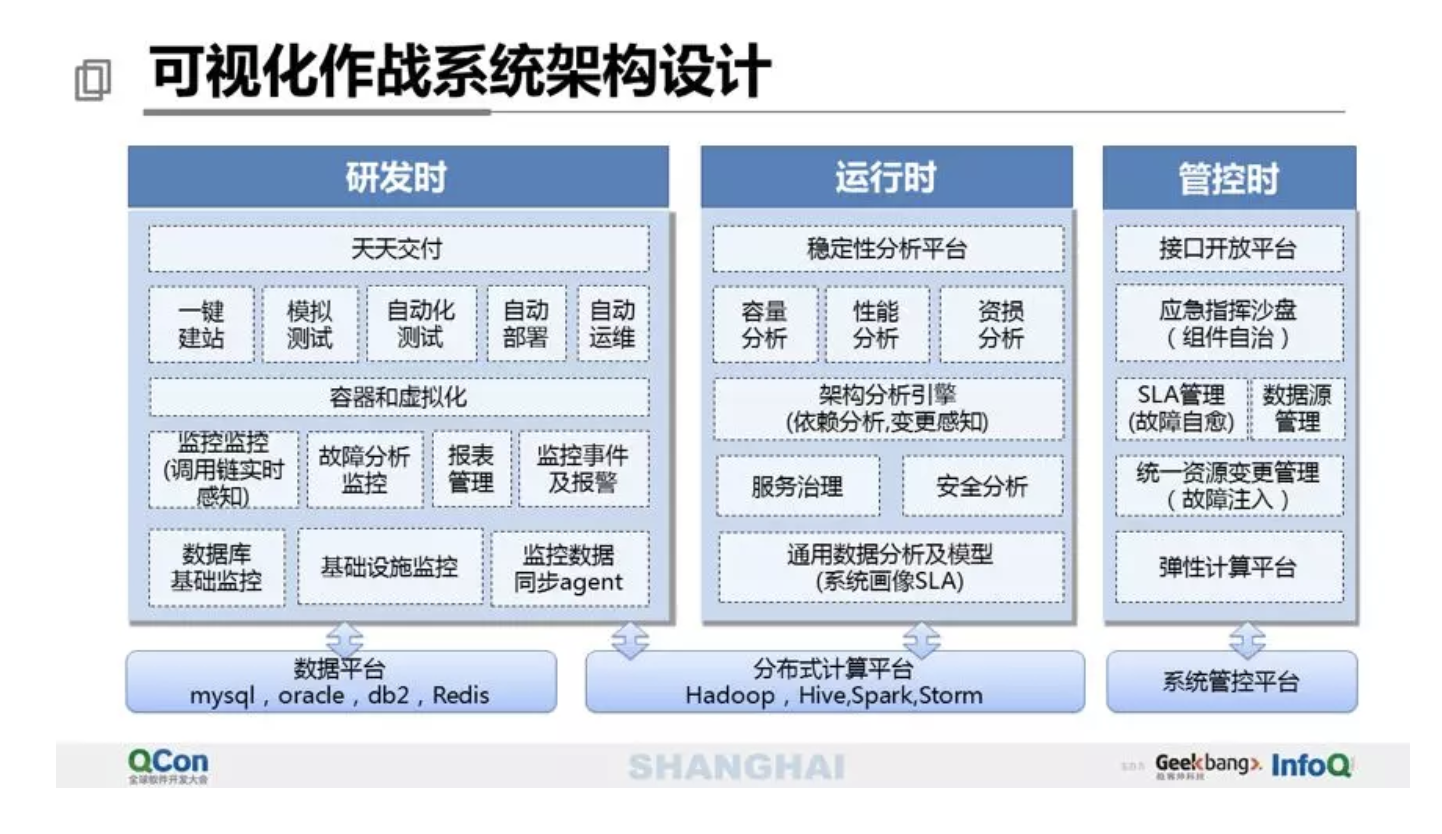 可视化作战系统架构设计
研发时
天天交付
一键
建站
模拟
测试
自动化
测试
自动
部署
自动
运维
容器和虚拟化
监控监控
(调用链实时
感知)
故障分析
监控
报表
管理
监控事件
及报警
数据库
基础监控
基础设施监控
监控数据
同步agent
运行时
稳定性分析平台
容量
分析
性能
分析
资损
分析
架构分析引擎
(依赖分析,变更感知)
服务治理
安全分析
通用数据分析及模型
(系统画像SLA)
管控时
接口开放平台
应急指挥沙盘
（组件自治）
SLA管理
(故障自愈)
数据源
管理
统一资源变更管理
（故障注入）
弹性计算平台
数据平台
mysql，oracle，db2，Redis
分布式计算平台
Hadoop，Hive,Spark,Storm
系统管控平台
QCon
全球软件开发大会
SHANGHAI
Geekbang>.
极客邦科技
InfoQ